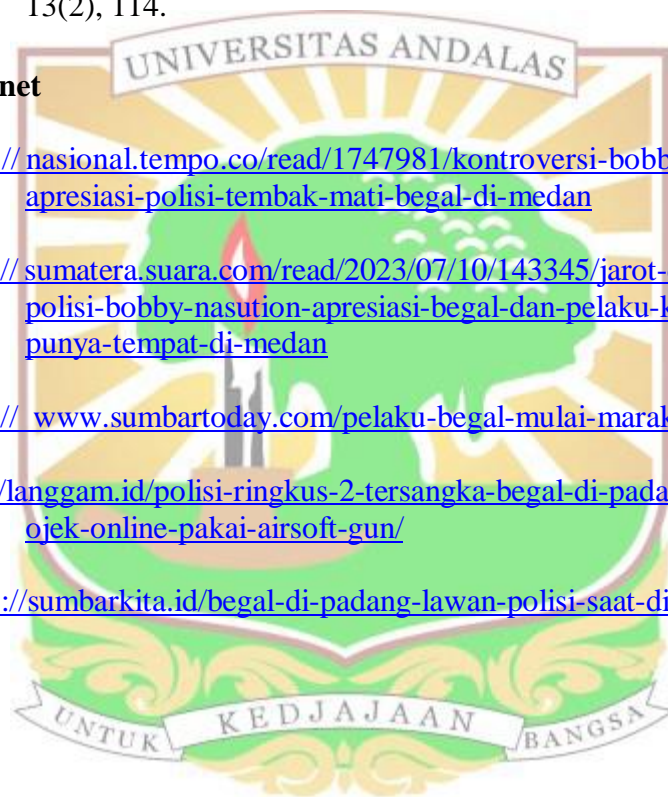 13(2), 114.
UNIVERSITAS ANDALAS
net
:// nasional.tempo.co/read/1747981/kontroversi-bobb
apresiasi-polisi-tembak-mati-begal-di-medan
// sumatera.suara.com/read/2023/07/10/143345/jarot-
polisi-bobby-nasution-apresiasi-begal-dan-pelaku-k
punya-tempat-di-medan
// www.sumbartoday.com/pelaku-begal-mulai-marak
/langgam.id/polisi-ringkus-2-tersangka-begal-di-pada
ojek-online-pakai-airsoft-gun/
://sumbarkita.id/begal-di-padang-lawan-polisi-saat-di
UNTUK KEDJAJAAN BANGSA